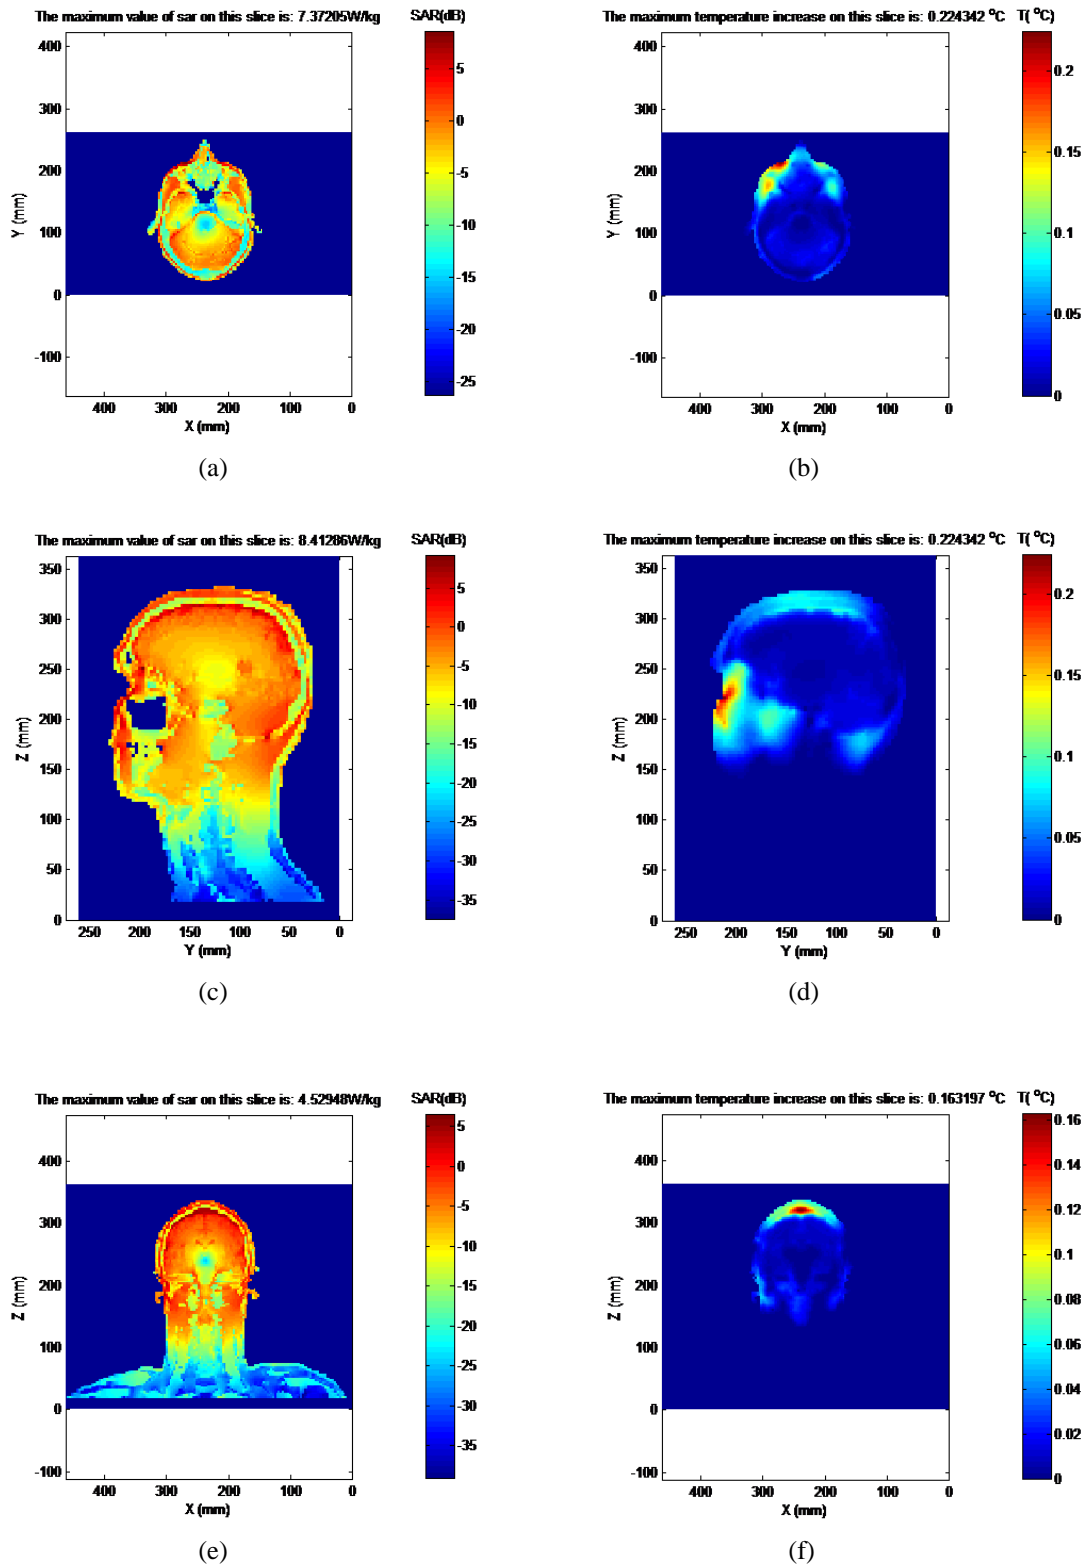 The maximum value of sar on this slice is: 7.37205W/kg SAR(dB)
400
300
200
100
0
-100
Y (mm)
400 300 200 100 0
X (mm)
5
0
-5
-10
-15
-20
-25
(a)
The maximum temperature increase on this slice is: 0.224342 °C T( °C)
400
300
200
100
0
-100
Y (mm)
400 300 200 100 0
X (mm)
0.2
0.15
0.1
0.05
0
(b)
The maximum value of sar on this slice is: 8.41286W/kg SAR(dB)
350
300
250
200
150
100
50
0
Z (mm)
250 200 150 100 50 0
Y (mm)
5
0
-5
-10
-15
-20
-25
-30
-35
(c)
The maximum temperature increase on this slice is: 0.224342 °C T( °C)
350
300
250
200
150
100
50
0
Z (mm)
250 200 150 100 50 0
Y (mm)
0.2
0.15
0.1
0.05
0
(d)
The maximum value of sar on this slice is: 4.52948W/kg SAR(dB)
400
300
200
100
0
-100
Z (mm)
400 300 200 100 0
X (mm)
5
0
-5
-10
-15
-20
-25
-30
-35
(e)
The maximum temperature increase on this slice is: 0.163197 °C T( °C)
400
300
200
100
0
-100
Z (mm)
400 300 200 100 0
X (mm)
0.16
0.14
0.12
0.1
0.08
0.06
0.04
0.02
0
(f)